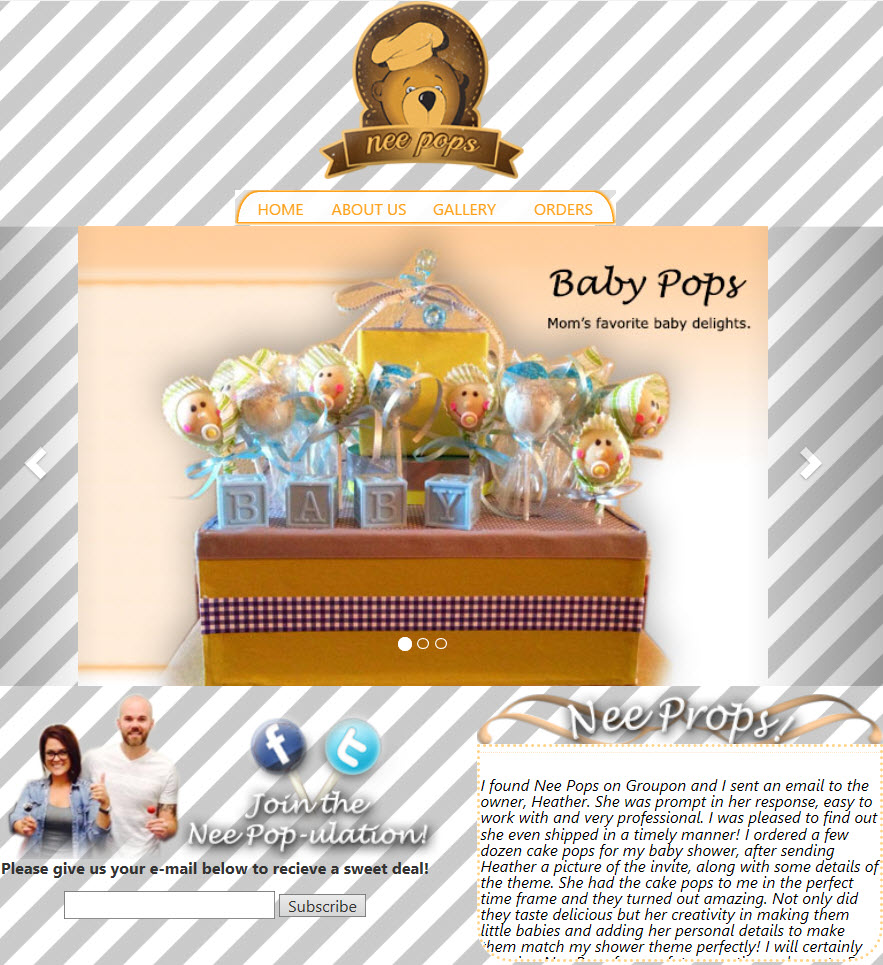 nee pops
HOME ABOUT US GALLERY ORDERS
Baby Pops
Mom's favorite baby delights.
B A B Y
f t
Join the
Nee Pop-ulation!
Please give us your e-mail below to recieve a sweet deal!
Subscribe
Nee Props!
I found Nee Pops on Groupon and I sent an email to the
owner, Heather. She was prompt in her response, easy to
work with and very professional. I was pleased to find out
she even shipped in a timely manner! I ordered a few
dozen cake pops for my baby shower, after sending
Heather a picture of the invite, along with some details of
the theme. She had the cake pops to me in the perfect
time frame and they turned out amazing. Not only did
they taste delicious but her creativity in making them
little babies and adding her personal details to make
them match my shower theme perfectly! I will certainly